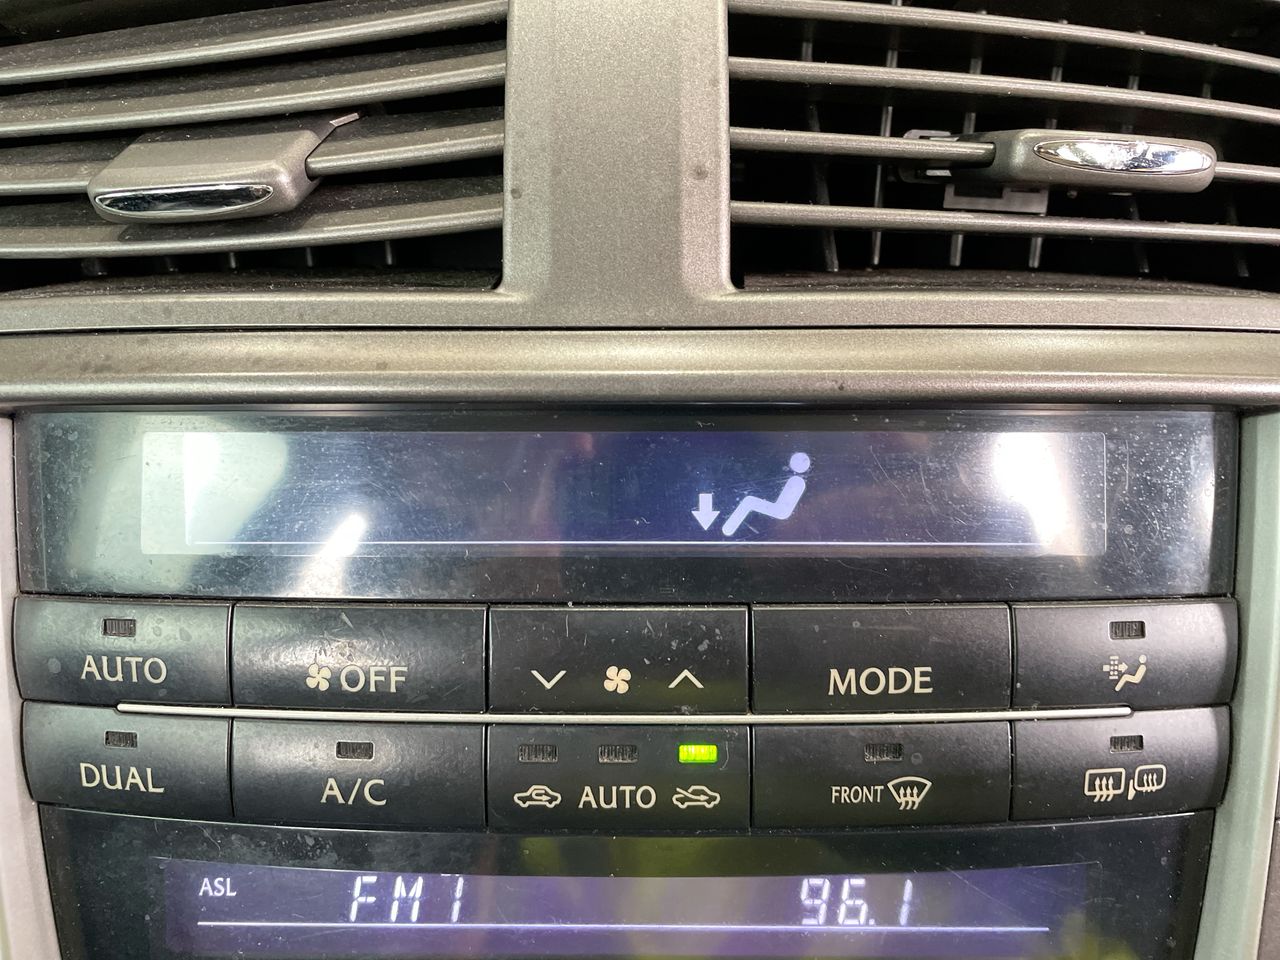 AUTO OFF MODE
DUAL A/C AUTO FRONT
ASL FM1 96.1